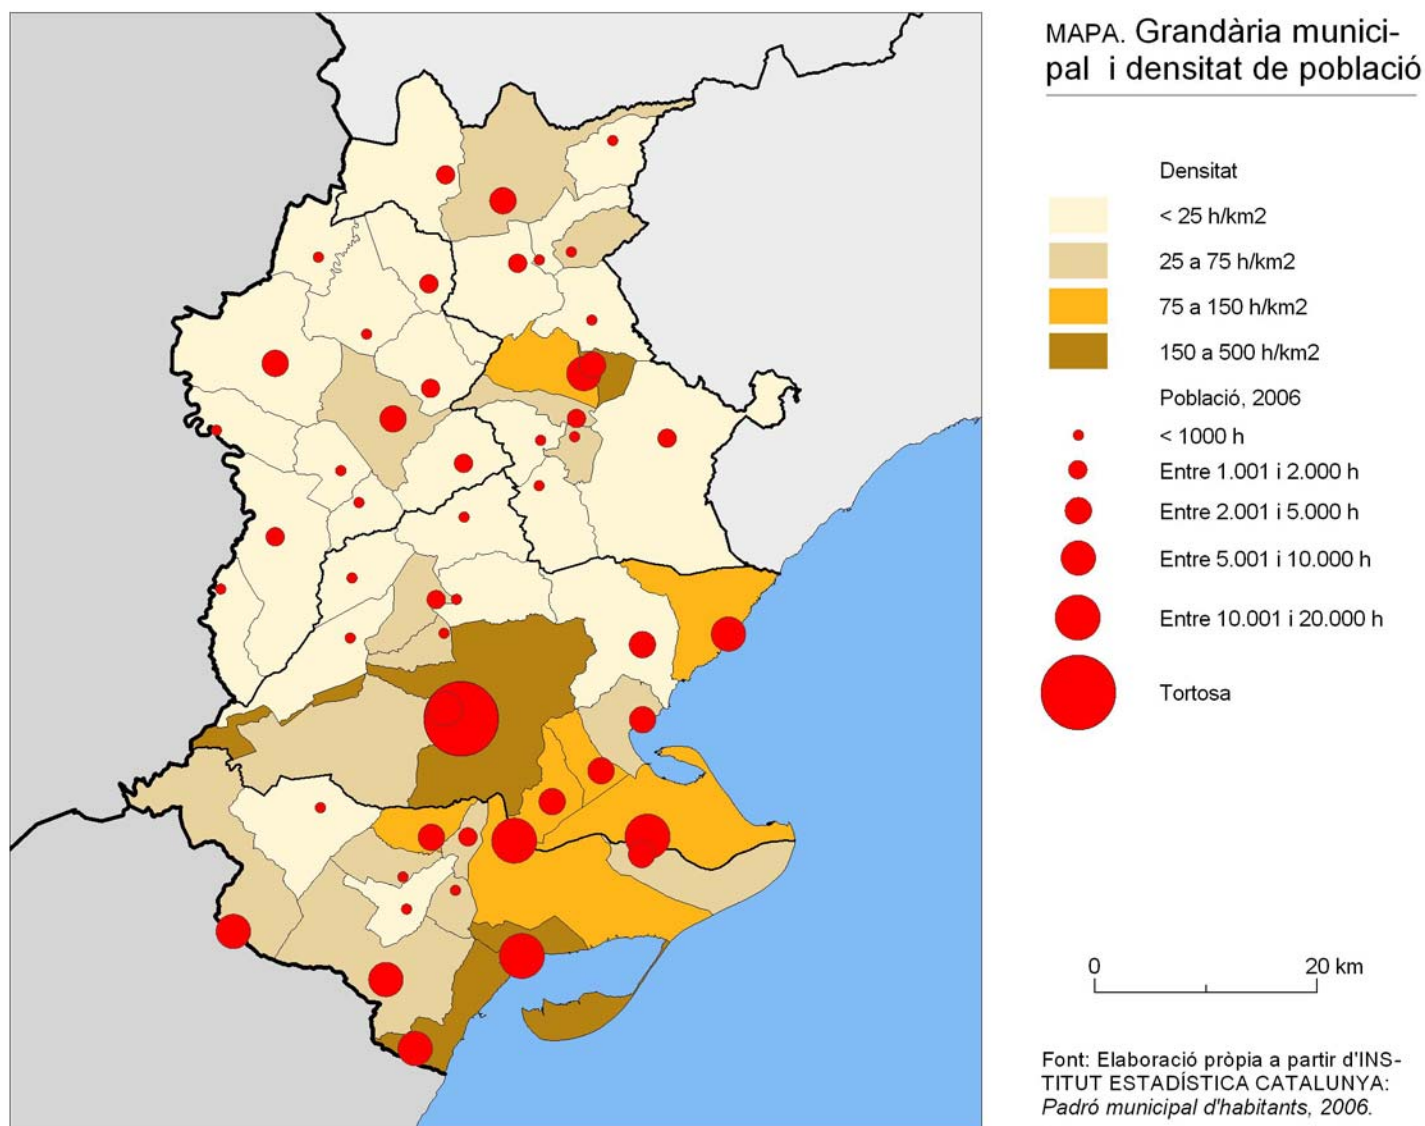 MAPA. Grandària munici-
pal i densitat de població
Densitat
< 25 h/km2
25 a 75 h/km2
75 a 150 h/km2
150 a 500 h/km2
Població, 2006
< 1000 h
Entre 1.001 i 2.000 h
Entre 2.001 i 5.000 h
Entre 5.001 i 10.000 h
Entre 10.001 i 20.000 h
Tortosa
0 20 km
Font: Elaboració pròpia a partir d'INS-
TITUT ESTADÍSTICA CATALUNYA:
Padró municipal d'habitants, 2006.